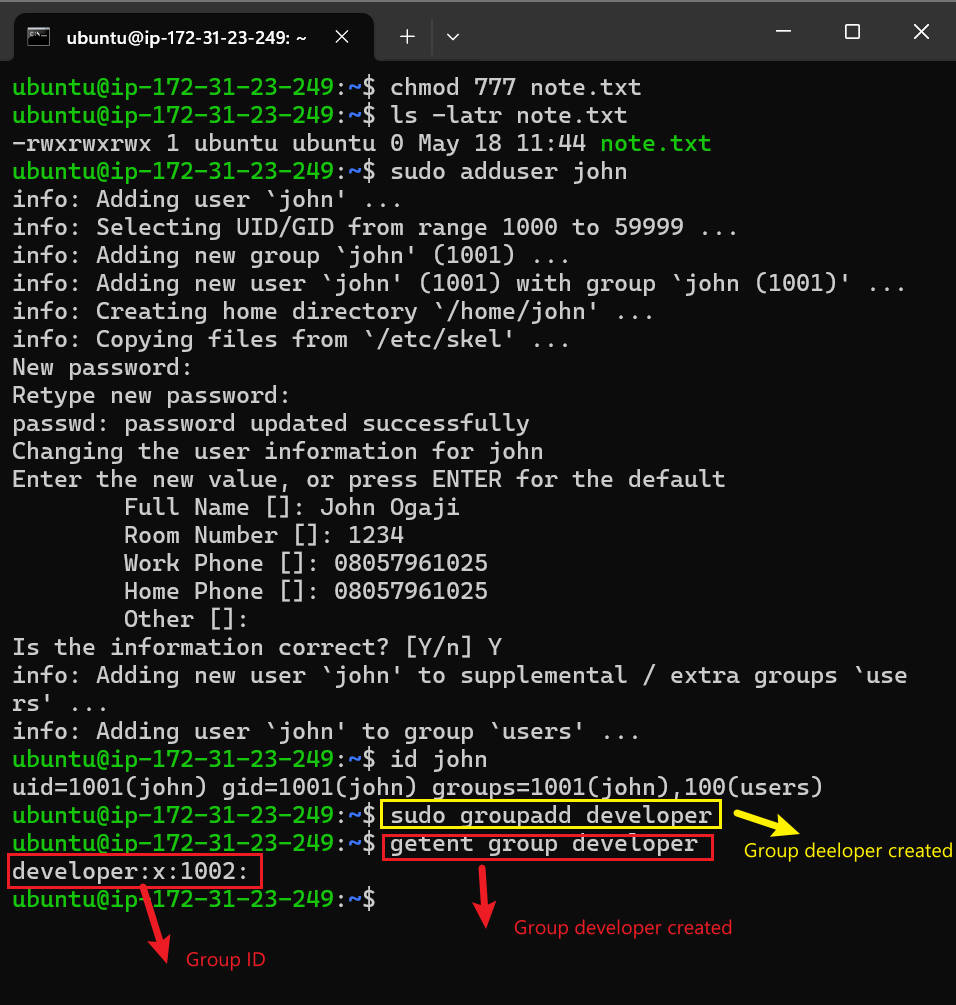 ubuntu@ip-172-31-23-249: ~
ubuntu@ip-172-31-23-249:~$ chmod 777 note.txt
ubuntu@ip-172-31-23-249:~$ ls -latr note.txt
-rwxrwxrwx 1 ubuntu ubuntu 0 May 18 11:44 note.txt
ubuntu@ip-172-31-23-249:~$ sudo adduser john
info: Adding user `john' ...
info: Selecting UID/GID from range 1000 to 59999 ...
info: Adding new group `john' (1001) ...
info: Adding new user `john' (1001) with group `john (1001)' ...
info: Creating home directory `/home/john' ...
info: Copying files from `/etc/skel' ...
New password:
Retype new password:
passwd: password updated successfully
Changing the user information for john
Enter the new value, or press ENTER for the default
Full Name []: John Ogaji
Room Number []: 1234
Work Phone []: 08057961025
Home Phone []: 08057961025
Other []:
Is the information correct? [Y/n] Y
info: Adding new user `john' to supplemental / extra groups `use
rs' ...
info: Adding user `john' to group `users' ...
ubuntu@ip-172-31-23-249:~$ id john
uid=1001(john) gid=1001(john) groups=1001(john),100(users)
ubuntu@ip-172-31-23-249:~$ sudo groupadd developer
ubuntu@ip-172-31-23-249:~$ getent group developer
Group deeloper created
developer:x:1002:
ubuntu@ip-172-31-23-249:~$
Group developer created
Group ID